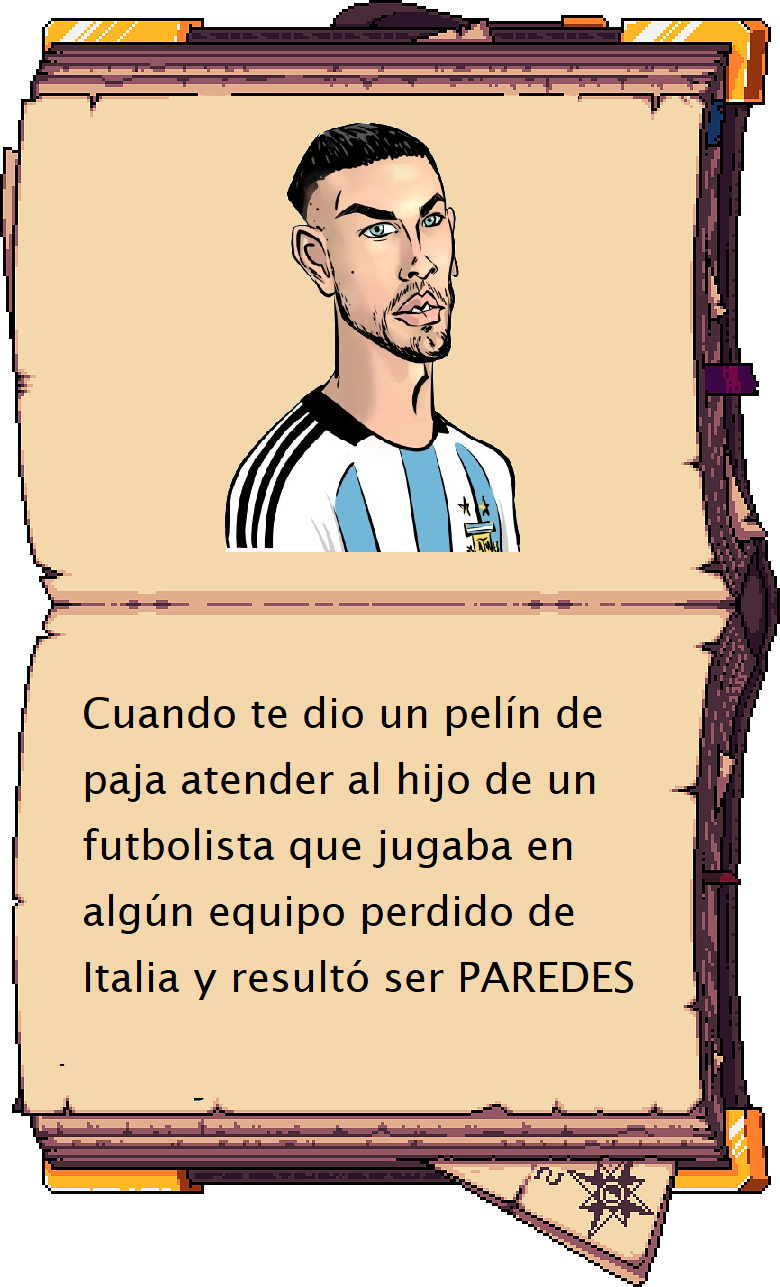 Cuando te dio un pelín de
paja atender al hijo de un
futbolista que jugaba en
algún equipo perdido de
Italia y resultó ser PAREDES